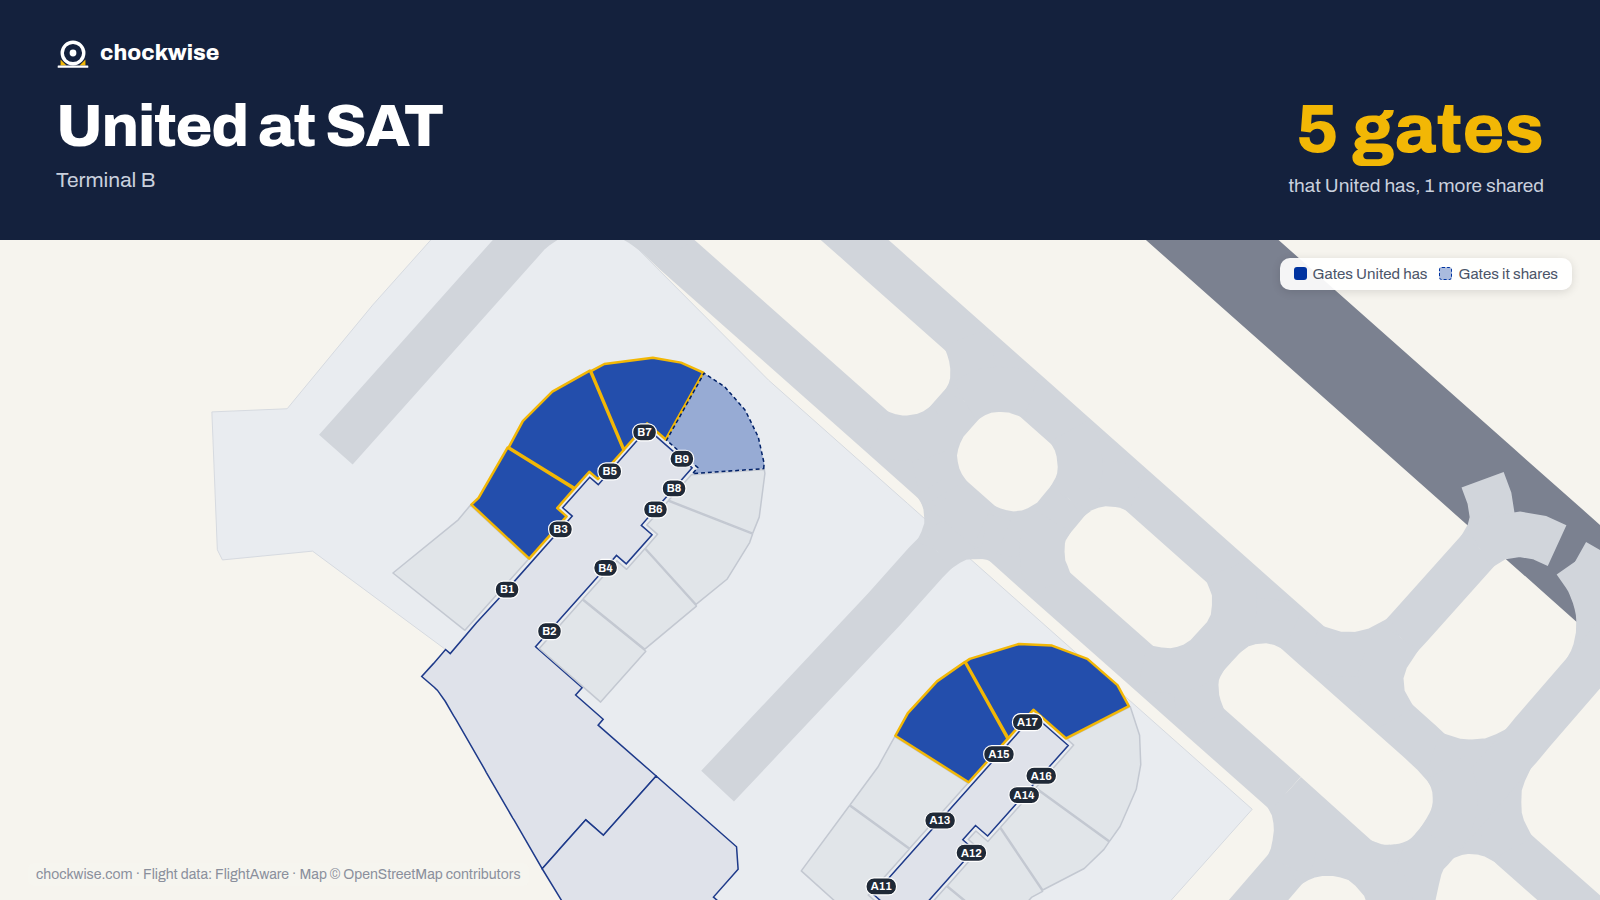 chockwise
United at SAT
Terminal B
5 gates
that United has, 1 more shared
Gates United has
Gates it shares
B7
B9
B5
B8
B6
B3
B4
B1
B2
A17
A15
A16
A14
A13
A12
A11
chockwise.com · Flight data: FlightAware · Map © OpenStreetMap contributors